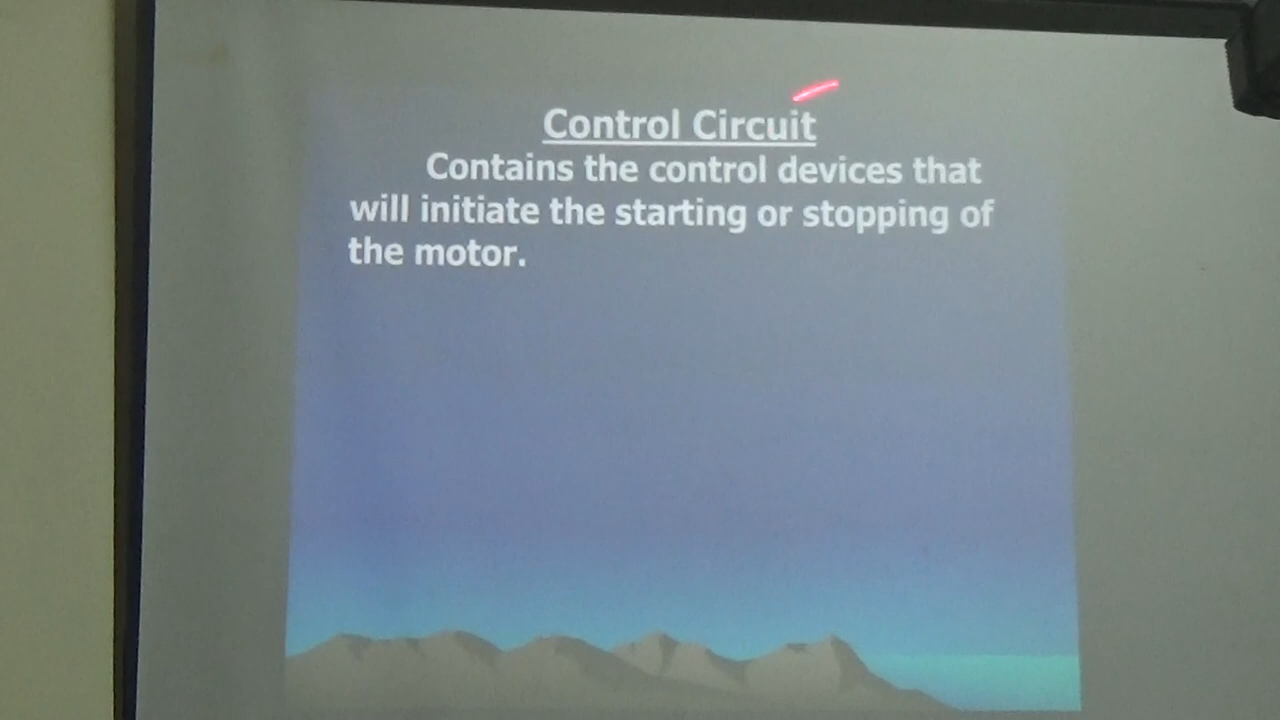 Control Circuit
Contains the control devices that
will initiate the starting or stopping of
the motor.